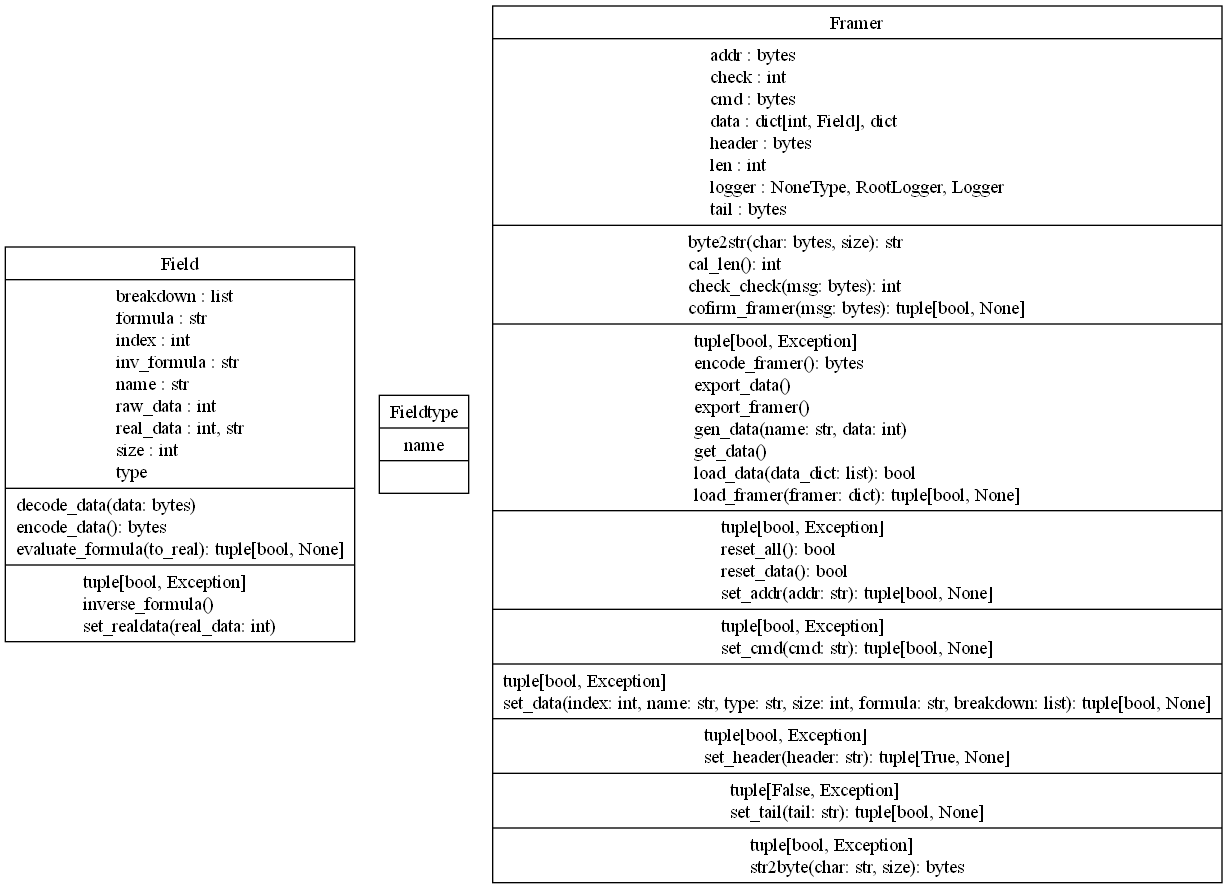 Field
breakdown : list
formula : str
index : int
inv_formula : str
name : str
raw_data : int
real_data : int, str
size : int
type
decode_data(data: bytes)
encode_data(): bytes
evaluate_formula(to_real): tuple[bool, None]
tuple[bool, Exception]
inverse_formula()
set_realdata(real_data: int)
Fieldtype
name
Framer
addr : bytes
check : int
cmd : bytes
data : dict[int, Field], dict
header : bytes
len : int
logger : NoneType, RootLogger, Logger
tail : bytes
byte2str(char: bytes, size): str
cal_len(): int
check_check(msg: bytes): int
cofirm_framer(msg: bytes): tuple[bool, None]
tuple[bool, Exception]
encode_framer(): bytes
export_data()
export_framer()
gen_data(name: str, data: int)
get_data()
load_data(data_dict: list): bool
load_framer(framer: dict): tuple[bool, None]
tuple[bool, Exception]
reset_all(): bool
reset_data(): bool
set_addr(addr: str): tuple[bool, None]
tuple[bool, Exception]
set_cmd(cmd: str): tuple[bool, None]
tuple[bool, Exception]
set_data(index: int, name: str, type: str, size: int, formula: str, breakdown: list): tuple[bool, None]
tuple[bool, Exception]
set_header(header: str): tuple[True, None]
tuple[False, Exception]
set_tail(tail: str): tuple[bool, None]
tuple[bool, Exception]
str2byte(char: str, size): bytes